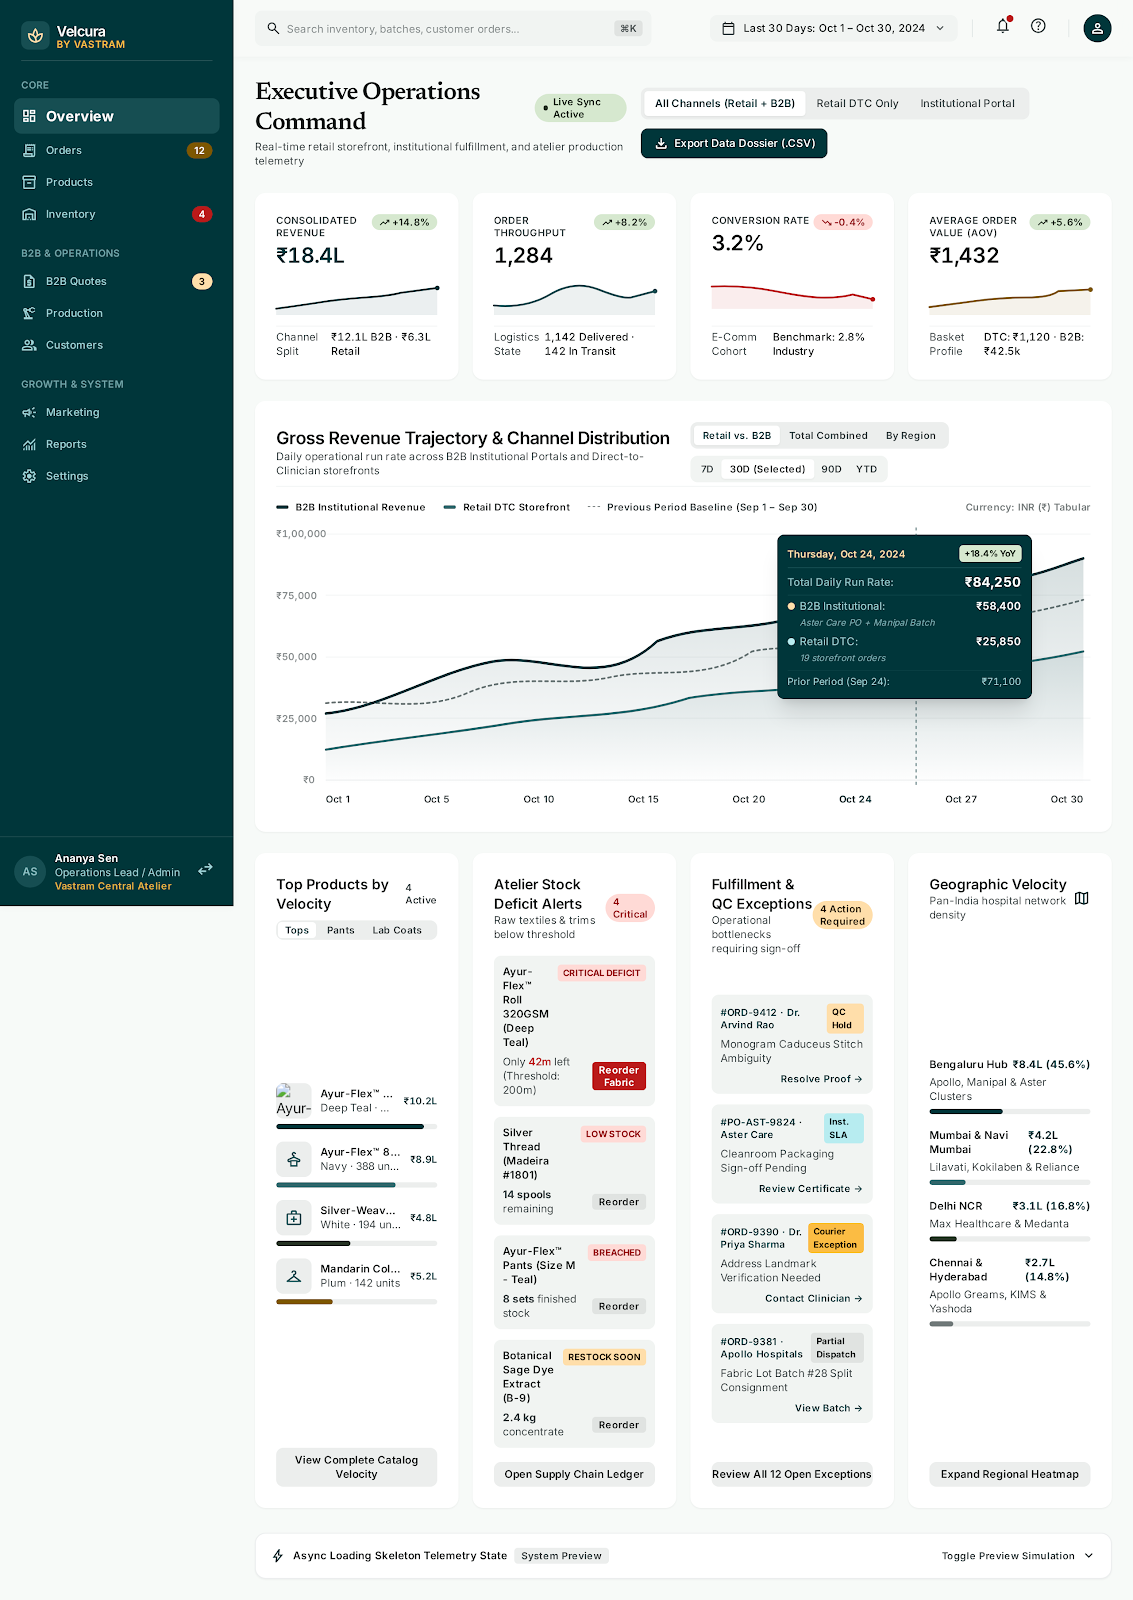 Velcura
BY VASTRAM
CORE
Overview
Orders 12
Products
Inventory 4
B2B & OPERATIONS
B2B Quotes 3
Production
Customers
GROWTH & SYSTEM
Marketing
Reports
Settings
AS
Ananya Sen
Operations Lead / Admin
Vastram Central Atelier
Search inventory, batches, customer orders... ⌘K
Last 30 Days: Oct 1 – Oct 30, 2024
Executive Operations
Command
Live Sync
Active
Real-time retail storefront, institutional fulfillment, and atelier production
telemetry
All Channels (Retail + B2B) Retail DTC Only Institutional Portal
Export Data Dossier (.CSV)
CONSOLIDATED
REVENUE
+14.8%
₹18.4L
Channel
Split
₹12.1L B2B · ₹6.3L
Retail
ORDER
THROUGHPUT
+8.2%
1,284
Logistics
State
1,142 Delivered ·
142 In Transit
CONVERSION RATE
-0.4%
3.2%
E-Comm
Cohort
Benchmark: 2.8%
Industry
AVERAGE ORDER
VALUE (AOV)
+5.6%
₹1,432
Basket
Profile
DTC: ₹1,120 · B2B:
₹42.5k
Gross Revenue Trajectory & Channel Distribution
Daily operational run rate across B2B Institutional Portals and Direct-to-
Clinician storefronts
Retail vs. B2B Total Combined By Region
7D 30D (Selected) 90D YTD
B2B Institutional Revenue Retail DTC Storefront Previous Period Baseline (Sep 1 – Sep 30) Currency: INR (₹) Tabular
₹1,00,000
₹75,000
₹50,000
₹25,000
₹0
Thursday, Oct 24, 2024 +18.4% YoY
Total Daily Run Rate: ₹84,250
B2B Institutional: ₹58,400
Aster Care PO + Manipal Batch
Retail DTC: ₹25,850
19 storefront orders
Prior Period (Sep 24): ₹71,100
Oct 1 Oct 5 Oct 10 Oct 15 Oct 20 Oct 24 Oct 27 Oct 30
Top Products by
Velocity
4
Active
Tops Pants Lab Coats
Ayur-
Ayur-Flex™ ...
Deep Teal · ...
₹10.2L
Ayur-Flex™ 8...
Navy · 388 un...
₹8.9L
Silver-Weav...
White · 194 un...
₹4.8L
Mandarin Col...
Plum · 142 units
₹5.2L
View Complete Catalog
Velocity
Atelier Stock
Deficit Alerts
Raw textiles & trims
below threshold
4
Critical
Ayur-
Flex™
Roll
320GSM
(Deep
Teal)
CRITICAL DEFICIT
Only 42m left
(Threshold:
200m)
Reorder
Fabric
Silver
Thread
(Madeira
#1801)
LOW STOCK
14 spools
remaining
Reorder
Ayur-Flex™
Pants (Size M
- Teal)
BREACHED
8 sets finished
stock
Reorder
Botanical
Sage Dye
Extract
(B-9)
RESTOCK SOON
2.4 kg
concentrate
Reorder
Open Supply Chain Ledger
Fulfillment &
QC Exceptions
Operational
bottlenecks
requiring sign-off
4 Action
Required
#ORD-9412 · Dr.
Arvind Rao
QC
Hold
Monogram Caduceus Stitch
Ambiguity
Resolve Proof →
#PO-AST-9824 ·
Aster Care
Inst.
SLA
Cleanroom Packaging
Sign-off Pending
Review Certificate →
#ORD-9390 · Dr.
Priya Sharma
Courier
Exception
Address Landmark
Verification Needed
Contact Clinician →
#ORD-9381 ·
Apollo Hospitals
Partial
Dispatch
Fabric Lot Batch #28 Split
Consignment
View Batch →
Review All 12 Open Exceptions
Geographic Velocity
Pan-India hospital network
density
Bengaluru Hub ₹8.4L (45.6%)
Apollo, Manipal & Aster
Clusters
Mumbai & Navi
Mumbai
₹4.2L
(22.8%)
Lilavati, Kokilaben & Reliance
Delhi NCR ₹3.1L (16.8%)
Max Healthcare & Medanta
Chennai &
Hyderabad
₹2.7L
(14.8%)
Apollo Greams, KIMS &
Yashoda
Expand Regional Heatmap
Async Loading Skeleton Telemetry State System Preview Toggle Preview Simulation